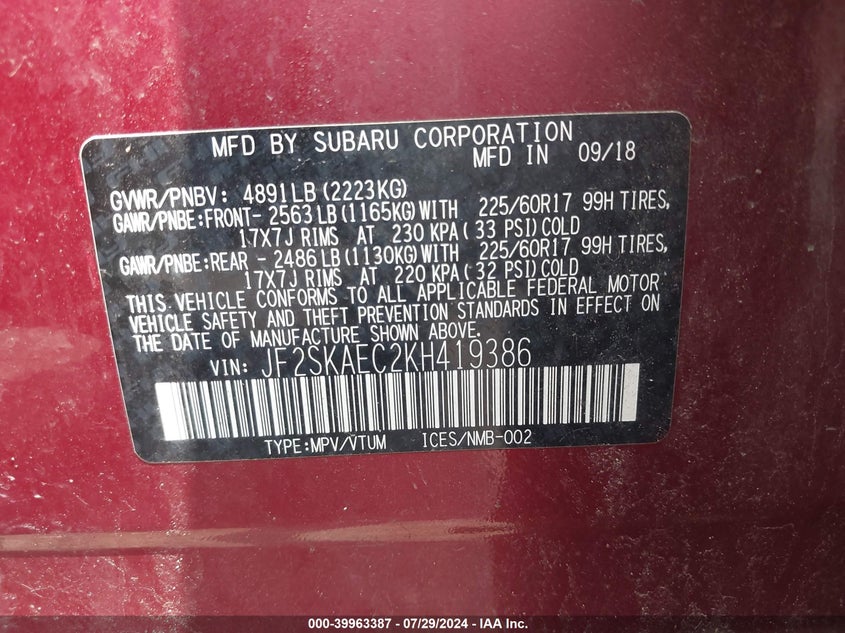 MFD BY SUBARU CORPORATION
MFD IN 09/18
GVWR/PNBV: 4891LB (2223KG)
GAWR/PNBE:FRONT- 2563 LB (1165KG) WITH 225/60R17 99H TIRES,
17X7J RIMS AT 230 KPA ( 33 PSI) COLD
GAWR/PNBE:REAR - 2486 LB (1130KG) WITH 225/60R17 99H TIRES,
17X7J RIMS AT 220 KPA ( 32 PSI) COLD
THIS VEHICLE CONFORMS TO ALL APPLICABLE FEDERAL MOTOR
VEHICLE SAFETY AND THEFT PREVENTION STANDARDS IN EFFECT ON
THE DATE OF MANUFACTURE SHOWN ABOVE.
VIN: JF2SKAEC2KH419386
TYPE:MPV/VTUM ICES/NMB-002
000-39963387 - 07/29/2024 - IAA Inc.